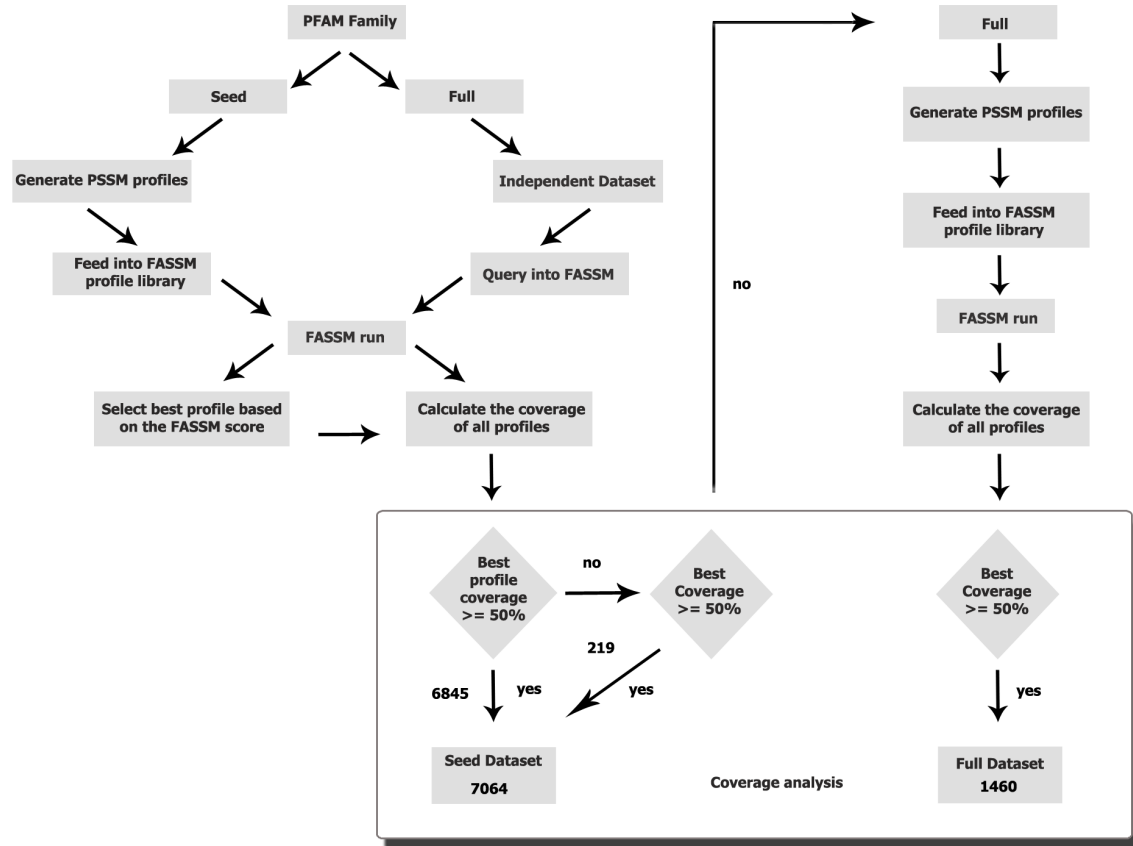 PFAM Family
Seed
Full
Generate PSSM profiles
Independent Dataset
Feed into FASSM
profile library
Query into FASSM
FASSM run
Select best profile based
on the FASSM score
Calculate the coverage
of all profiles
Best
profile
coverage
>= 50%
no
Best
Coverage
>= 50%
219
6845
yes
yes
Seed Dataset
7064
no
Full
Generate PSSM profiles
Feed into FASSM
profile library
FASSM run
Calculate the coverage
of all profiles
Best
Coverage
>= 50%
yes
Full Dataset
1460
Coverage analysis